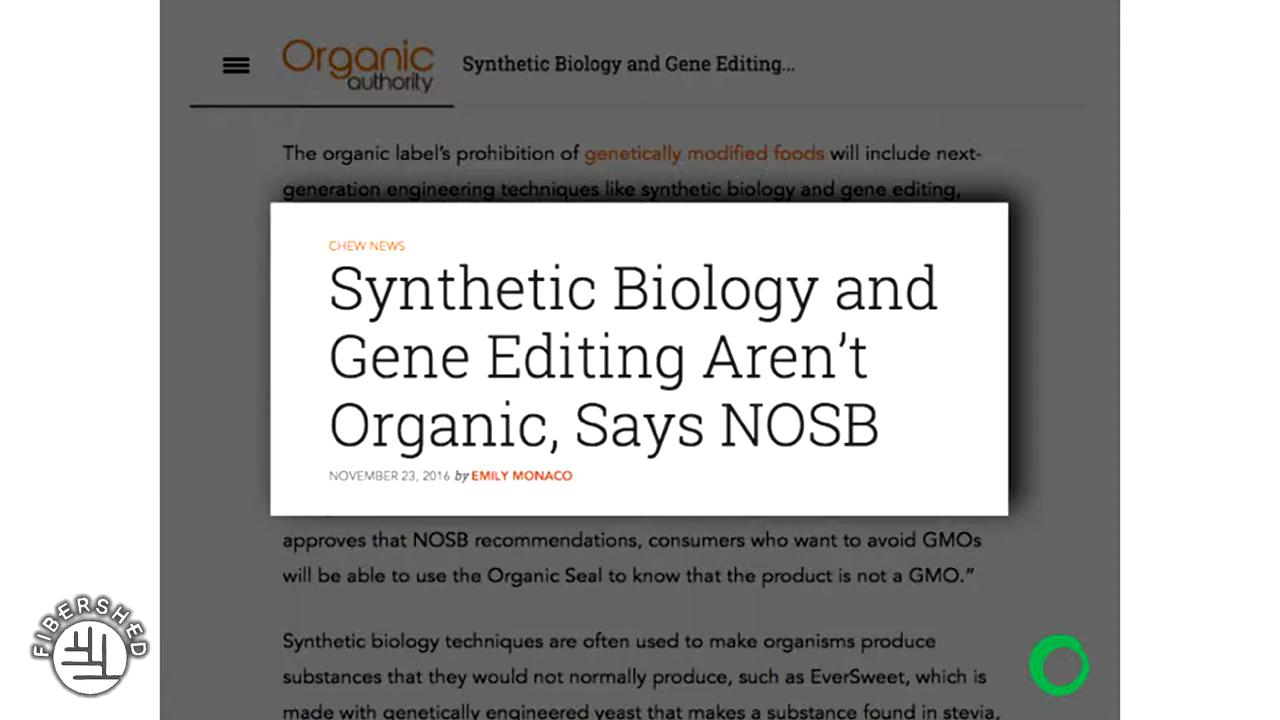 Organic
authority
Synthetic Biology and Gene Editing...
The organic label’s prohibition of genetically modified foods will include next-
generation engineering techniques like synthetic biology and gene editing,
CHEW NEWS
Synthetic Biology and
Gene Editing Aren’t
Organic, Says NOSB
NOVEMBER 23, 2016 by EMILY MONACO
approves that NOSB recommendations, consumers who want to avoid GMOs
will be able to use the Organic Seal to know that the product is not a GMO.”
Synthetic biology techniques are often used to make organisms produce
substances that they would not normally produce, such as EverSweet, which is
made with genetically engineered yeast that makes a substance found in stevia,
FIBERSHED